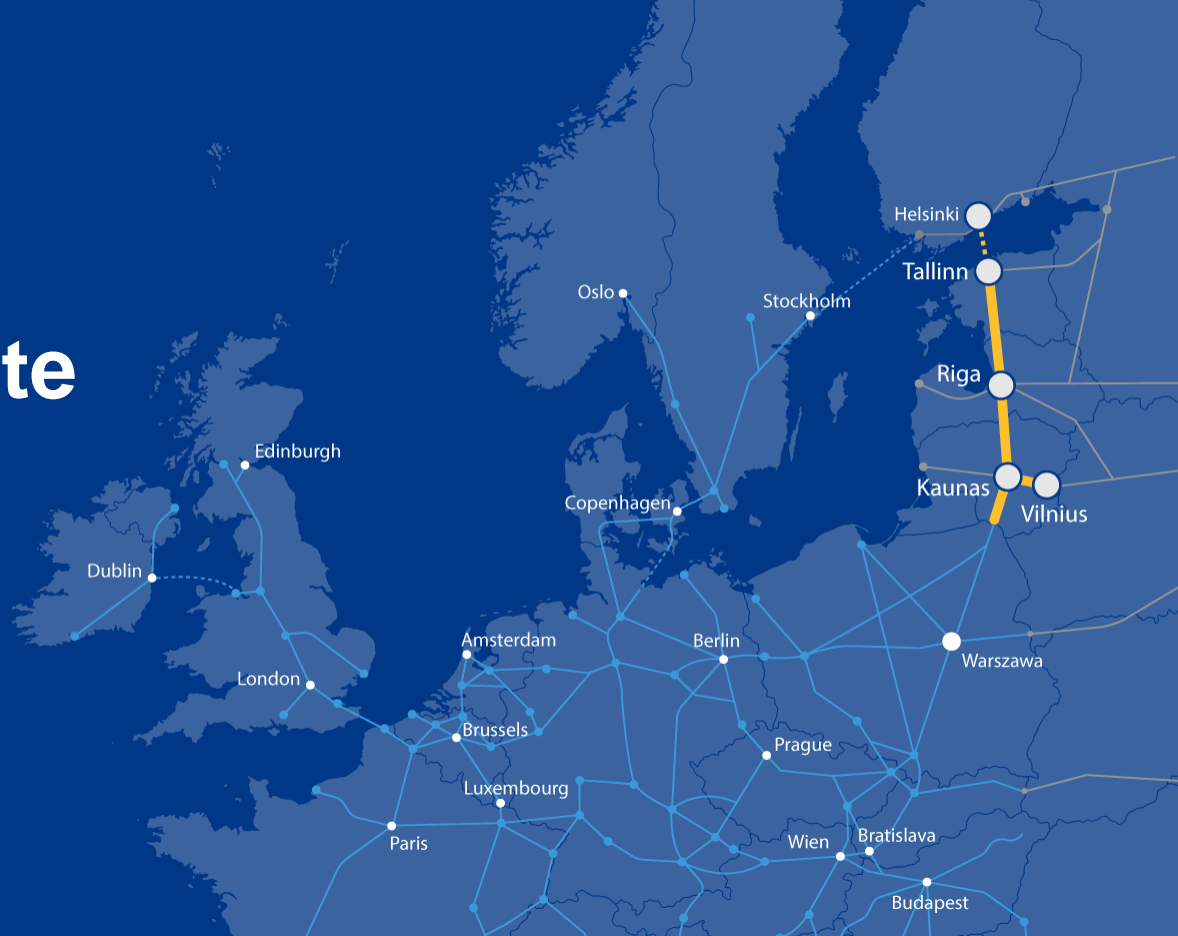 Helsinki
Tallinn
Oslo
Stockholm
te
Riga
Edinburgh
Kaunas
Copenhagen
Vilnius
Dublin
Amsterdam
Berlin
Warszawa
London
Brussels
Prague
Luxembourg
Paris
Wien
Bratislava
Budapest